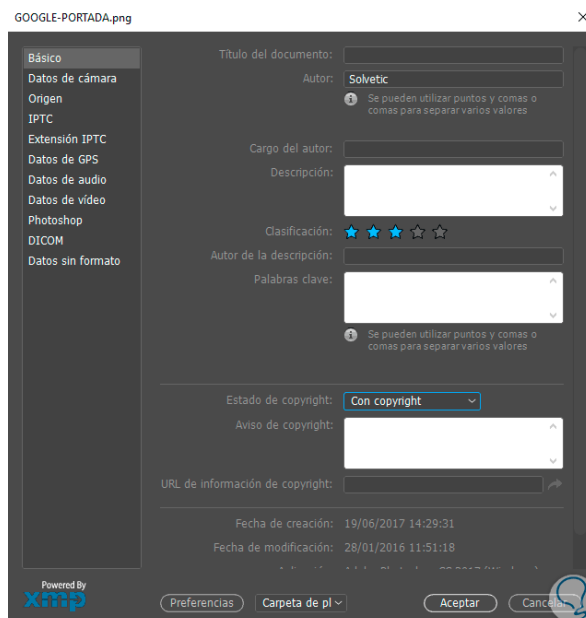 GOOGLE-PORTADA.png
Básico
Datos de cámara
Origen
IPTC
Extensión IPTC
Datos de GPS
Datos de audio
Datos de vídeo
Photoshop
DICOM
Datos sin formato
Título del documento:
Autor: Solvetic
Se pueden utilizar puntos y comas o
comas para separar varios valores
Cargo del autor:
Descripción:
Clasificación:
Autor de la descripción:
Palabras clave:
Se pueden utilizar puntos y comas o
comas para separar varios valores
Estado de copyright: Con copyright
Aviso de copyright:
URL de información de copyright:
Fecha de creación: 19/06/2017 14:29:31
Fecha de modificación: 28/01/2016 11:51:18
Powered By
xmp
Preferencias Carpeta de pl Aceptar Cancela